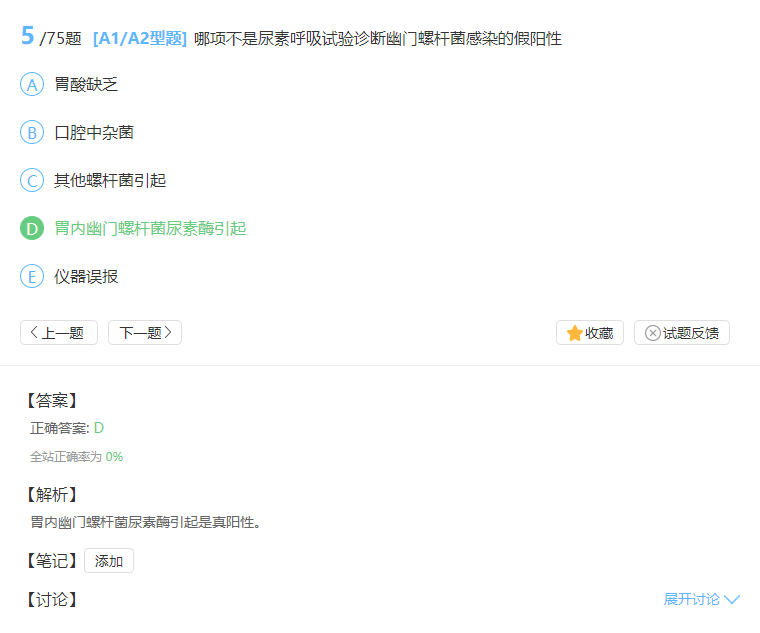 5 /75题 [A1/A2型题] 哪项不是尿素呼吸试验诊断幽门螺杆菌感染的假阳性
A 胃酸缺乏
B 口腔中杂菌
C 其他螺杆菌引起
D 胃内幽门螺杆菌尿素酶引起
E 仪器误报
上一题 下一题 收藏 试题反馈
【答案】
正确答案: D
全站正确率为 0%
【解析】
胃内幽门螺杆菌尿素酶引起是真阳性。
【笔记】 添加
【讨论】 展开讨论